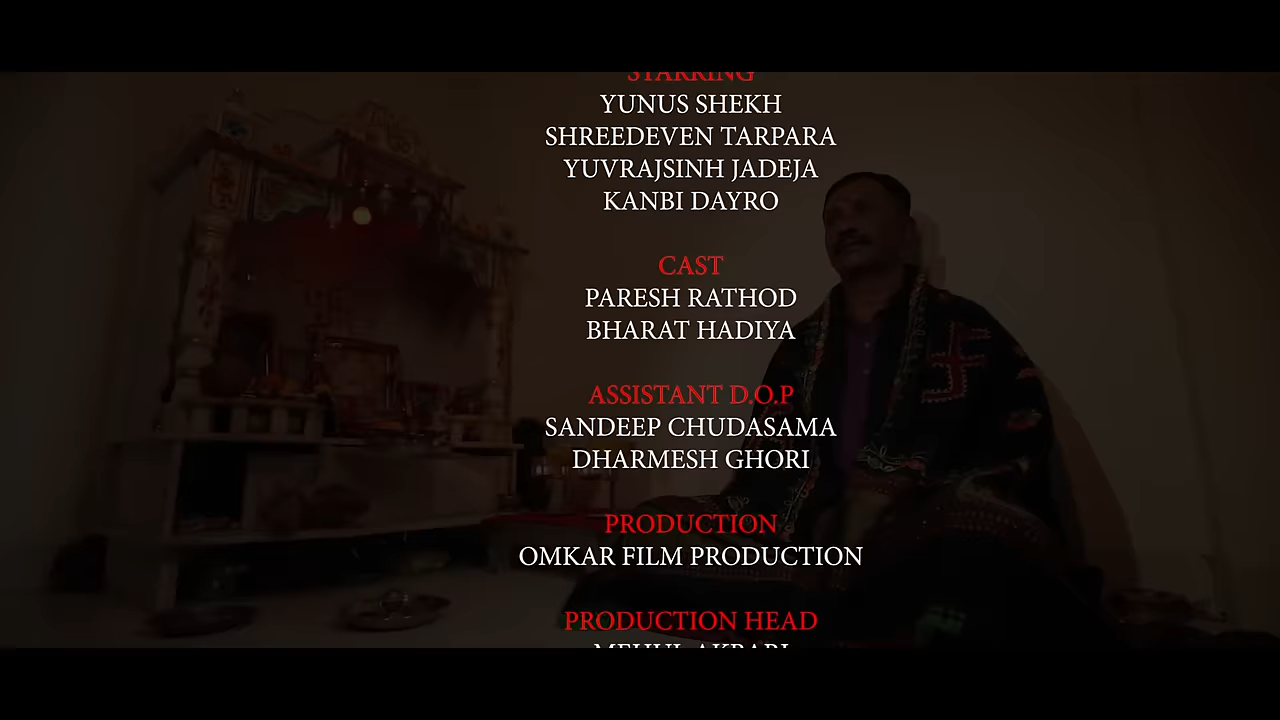 STARRING
YUNUS SHEKH
SHREEDEVEN TARPARA
YUVRAJSINH JADEJA
KANBI DAYRO
CAST
PARESH RATHOD
BHARAT HADIYA
ASSISTANT D.O.P
SANDEEP CHUDASAMA
DHARMESH GHORI
PRODUCTION
OMKAR FILM PRODUCTION
PRODUCTION HEAD